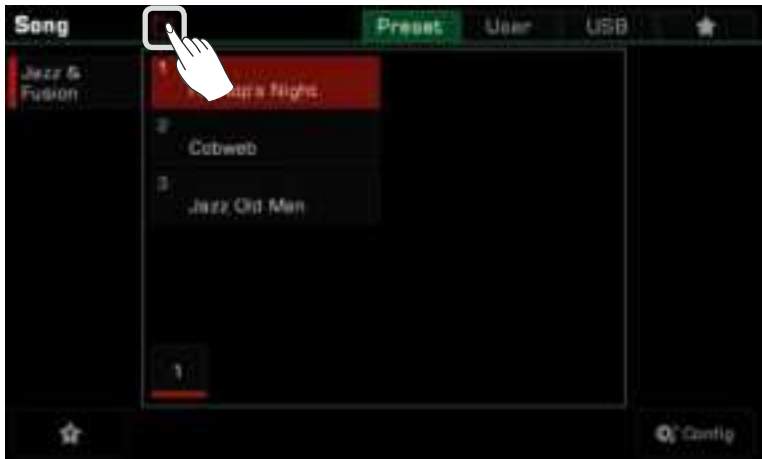 Song
Preset User USB
Jazz &
Fusion
1
Night
2
Cobweb
3
Jazz Old Man
1
Config